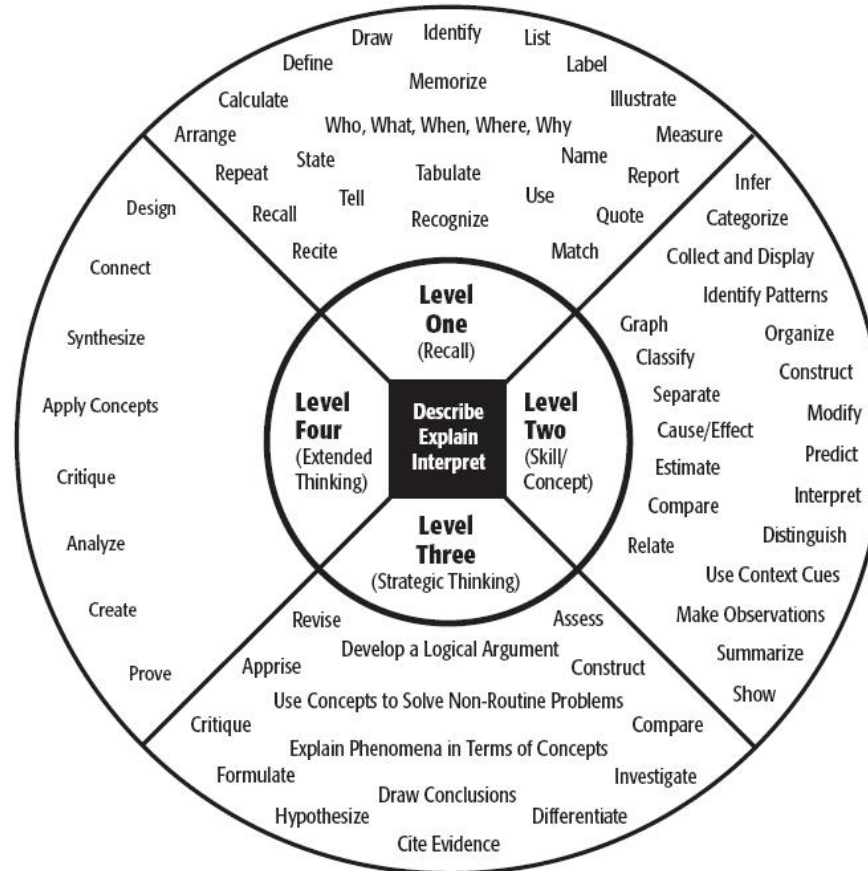 Draw
Identify
List
Define
Label
Memorize
Calculate
Illustrate
Arrange
Who, What, When, Where, Why
Measure
State
Name
Repeat
Tabulate
Report
Tell
Use
Recall
Recognize
Quote
Recite
Match
Level
One
(Recall)
Infer
Categorize
Collect and Display
Identify Patterns
Graph
Organize
Classify
Construct
Separate
Modify
Cause/Effect
Predict
Estimate
Interpret
Compare
Distinguish
Relate
Use Context Cues
Make Observations
Summarize
Show
Level
Two
(Skill/
Concept)
Describe
Explain
Interpret
Level
Three
(Strategic Thinking)
Revise
Assess
Develop a Logical Argument
Apprise
Construct
Use Concepts to Solve Non-Routine Problems
Critique
Compare
Explain Phenomena in Terms of Concepts
Formulate
Investigate
Draw Conclusions
Hypothesize
Differentiate
Cite Evidence
Level
Four
(Extended
Thinking)
Design
Connect
Synthesize
Apply Concepts
Critique
Analyze
Create
Prove